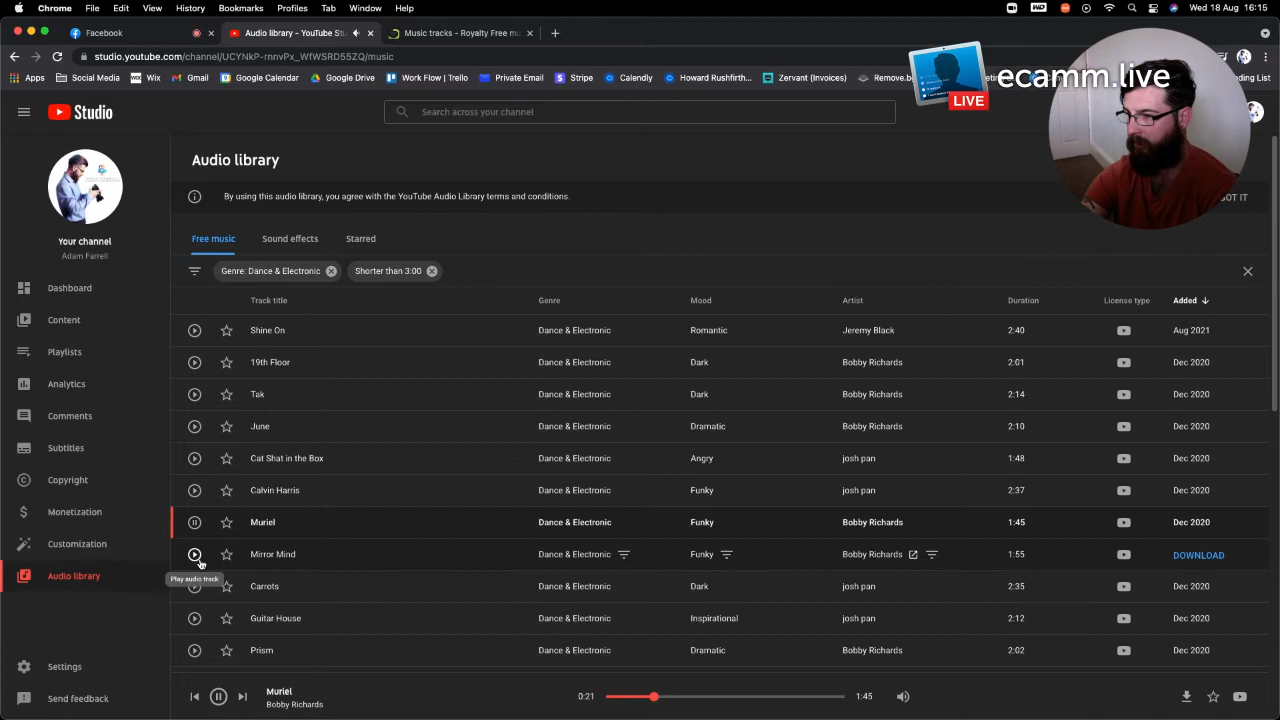 Chrome File Edit View History Bookmarks Profiles Tab Window Help Wed 18 Aug 16:15
Facebook Audio library - YouTube Stu Music tracks - Royalty Free mu
studio.youtube.com/channel/UCYNkP-rnnvPx_WfWSRD55ZQ/music
Apps Social Media Wix Gmail Google Calendar Google Drive Work Flow / Trello Private Email Stripe Calendly Howard Rushfirth... Zervant (Invoices) Remove.b ding List
LIVE ecamm.live
Studio Search across your channel
Audio library
By using this audio library, you agree with the YouTube Audio Library terms and conditions. OT IT
Your channel
Adam Farrell
Dashboard
Content
Playlists
Analytics
Comments
Subtitles
Copyright
Monetization
Customization
Audio library
Settings
Send feedback
Free music Sound effects Starred
Genre: Dance & Electronic Shorter than 3:00
Track title Genre Mood Artist Duration License type Added
Shine On Dance & Electronic Romantic Jeremy Black 2:40 Aug 2021
19th Floor Dance & Electronic Dark Bobby Richards 2:01 Dec 2020
Tak Dance & Electronic Dark Bobby Richards 2:14 Dec 2020
June Dance & Electronic Dramatic Bobby Richards 2:10 Dec 2020
Cat Shat in the Box Dance & Electronic Angry josh pan 1:48 Dec 2020
Calvin Harris Dance & Electronic Funky josh pan 2:37 Dec 2020
Muriel Dance & Electronic Funky Bobby Richards 1:45 Dec 2020
Mirror Mind Dance & Electronic Funky Bobby Richards 1:55 DOWNLOAD
Play audio track
Carrots Dance & Electronic Dark josh pan 2:35 Dec 2020
Guitar House Dance & Electronic Inspirational josh pan 2:12 Dec 2020
Prism Dance & Electronic Dramatic Bobby Richards 2:02 Dec 2020
Muriel
Bobby Richards
0:21 1:45